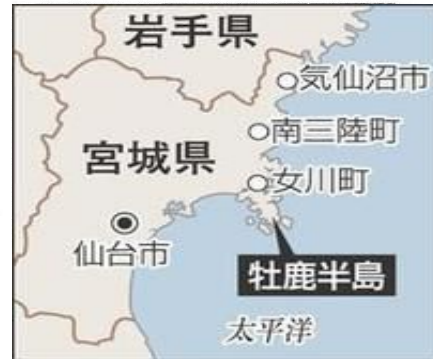 岩手県
気仙沼市
南三陸町
宮城県
女川町
仙台市
牡鹿半島
太平洋